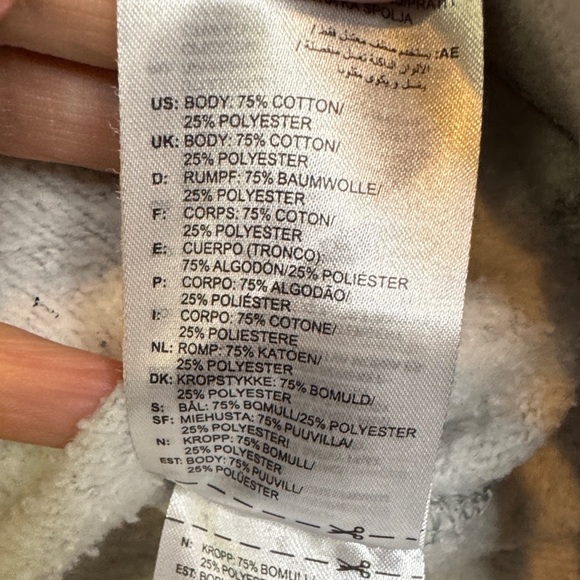 SPOLJA
AE:
US: BODY: 75% COTTON/
25% POLYESTER
UK: BODY: 75% COTTON/
25% POLYESTER
D: RUMPF: 75% BAUMWOLLE/
25% POLYESTER
F: CORPS: 75% COTON/
25% POLYESTER
E: CUERPO (TRONCO):
75% ALGODÓN/25% POLIÉSTER
P: CORPO: 75% ALGODÃO/
25% POLIÉSTER
I: CORPO: 75% COTONE/
25% POLIESTERE
NL: ROMP: 75% KATOEN/
25% POLYESTER
DK: KROPSTYKKE: 75% BOMULD/
25% POLYESTER
S: BÅL: 75% BOMULL/25% POLYESTER
SF: MIEHUSTA: 75% PUUVILLA/
25% POLYESTERI
N: KROPP: 75% BOMULL/
25% POLYESTER
EST: BODY: 75% PUUVILL/
25% POLÜESTER
N: KROPP: 75% BOMULL/
25% POLYESTER
EST: